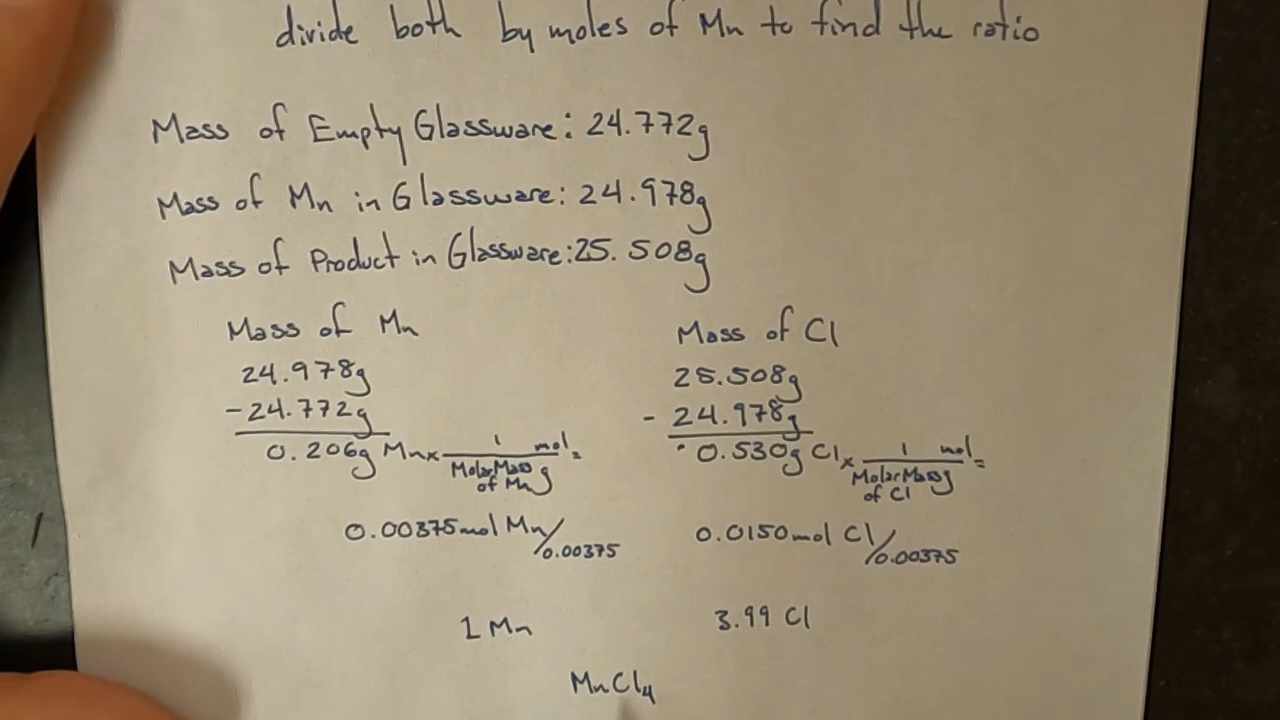 divide both by moles of Mn to find the ratio
Mass of Empty Glassware: 24.772g
Mass of Mn in Glassware: 24.978g
Mass of Product in Glassware: 25.508g
Mass of Mn
24.978g
-24.772g
0.206g Mn x 1 mol =
Molar Mass g
of Mn
0.00375 mol Mn/0.00375
1 Mn
Mass of Cl
25.508g
- 24.978g
0.530g Cl x 1 mol =
Molar Mass g
of Cl
0.0150 mol Cl/0.00375
3.99 Cl
MnCl4